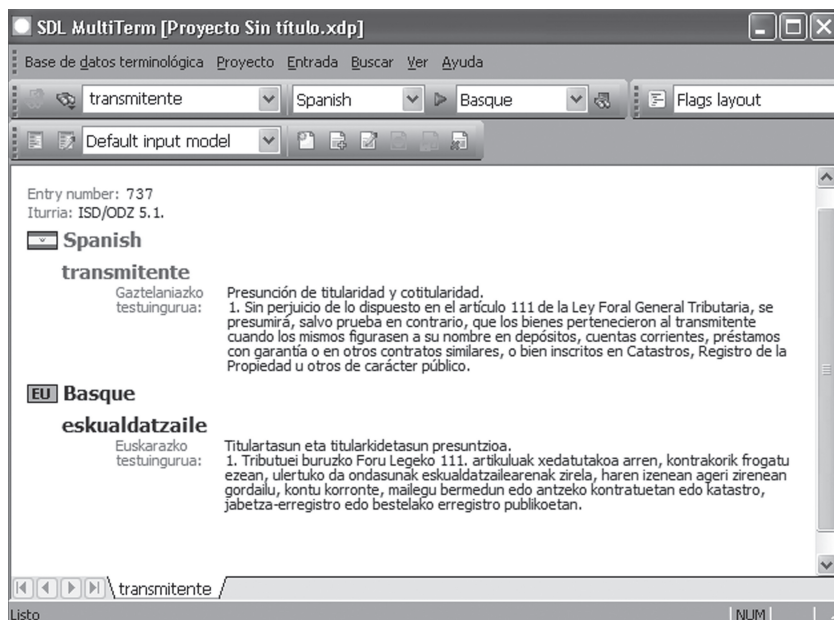 SDL MultiTerm [Proyecto Sin título.xdp]
Base de datos terminológica Proyecto Entrada Buscar Ver Ayuda
transmitente Spanish Basque Flags layout
Default input model
Entry number: 737
Iturria: ISD/ODZ 5.1.
Spanish
transmitente
Gaztelaniazko testuingurua:
Presunción de titularidad y cotitularidad.
1. Sin perjuicio de lo dispuesto en el artículo 111 de la Ley Foral General Tributaria, se
presumirá, salvo prueba en contrario, que los bienes pertenecieron al transmitente
cuando los mismos figurasen a su nombre en depósitos, cuentas corrientes, préstamos
con garantía o en otros contratos similares, o bien inscritos en Catastros, Registro de la
Propiedad u otros de carácter público.
EU Basque
eskualdatzaile
Euskarazko testuingurua:
Titulartasun eta titularkidetasun presuntzioa.
1. Tributuei buruzko Foru Legeko 111. artikuluak xedatutakoa arren, kontrakorik frogatu
ezean, ulertuko da ondasunak eskualdatzailearenak zirela, haren izenean ageri zirenean
gordailu, kontu korronte, mailegu bermedun edo antzeko kontratuetan edo katastro,
jabetza-erregistro edo bestelako erregistro publikoetan.
transmitente
Listo NUM